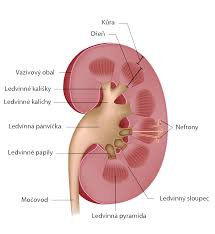 Kůra
Dřeň
Vazivový obal
Ledvinné kalíšky
Ledvinné kalichy
Ledvinná pánvička
Nefrony
Ledvinné papily
Močovod
Ledvinný sloupec
Ledvinná pyramida